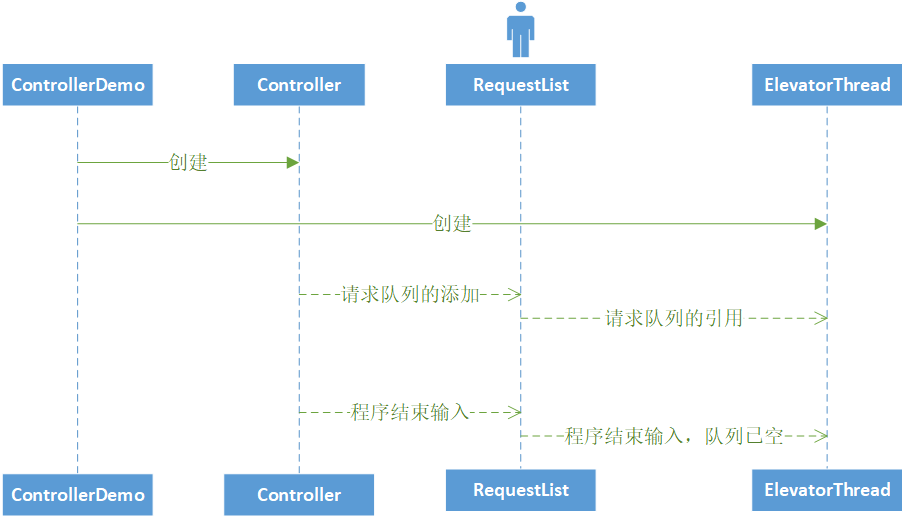 ControllerDemo
Controller
RequestList
ElevatorThread
创建
创建
请求队列的添加
请求队列的引用
程序结束输入
程序结束输入，队列已空
ControllerDemo
Controller
RequestList
ElevatorThread